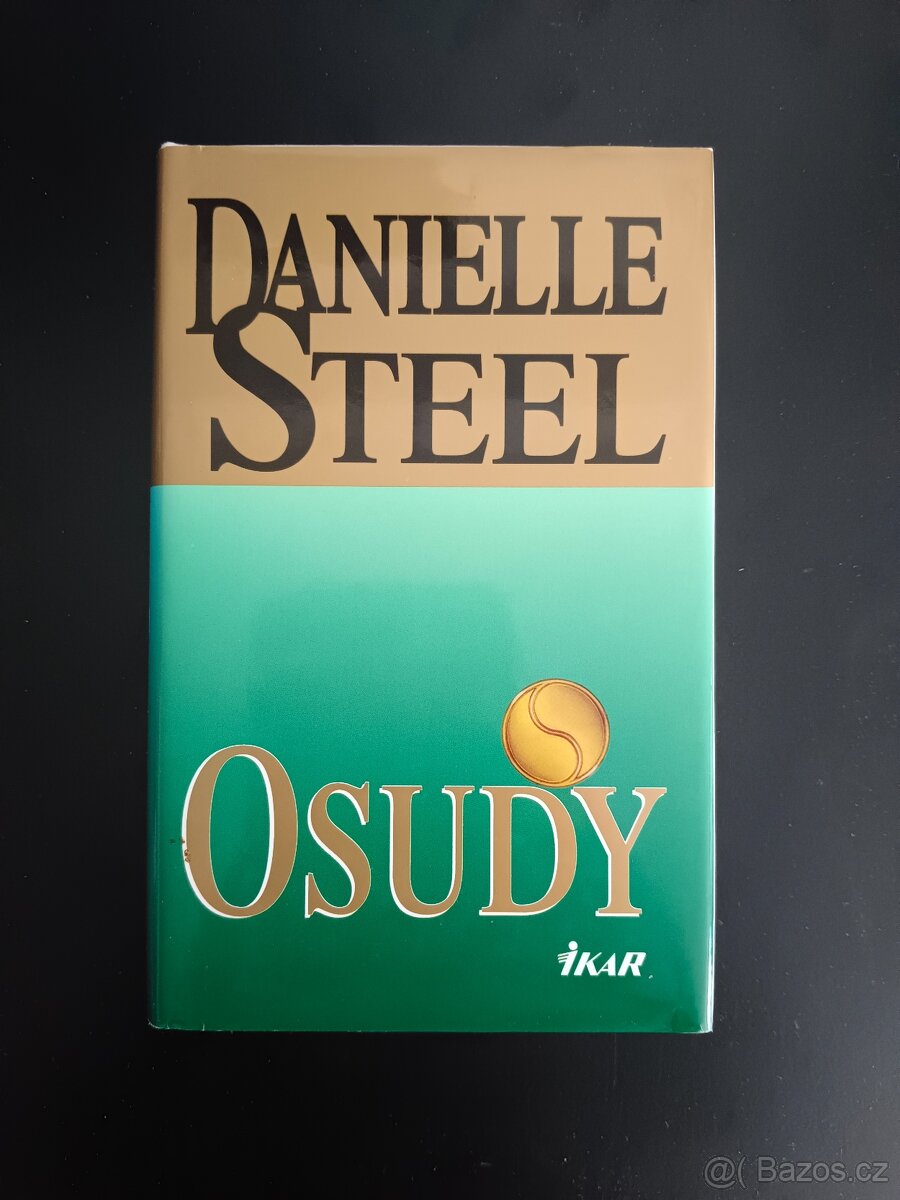 DANIELLE
STEEL
OSUDY
iKAR
@( Bazos.cz